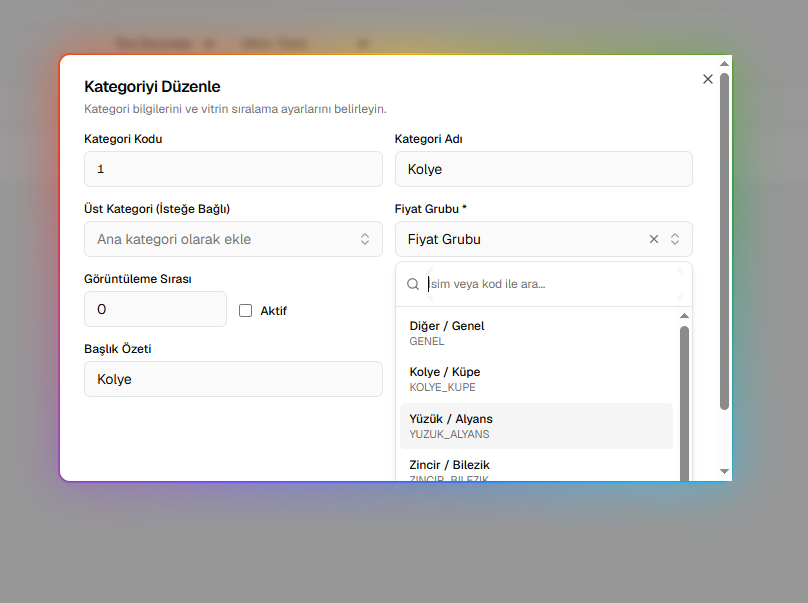 Kategoriyi Düzenle
Kategori bilgilerini ve vitrin sıralama ayarlarını belirleyin.
Kategori Kodu
Kategori Adı
1
Kolye
Üst Kategori (İsteğe Bağlı)
Fiyat Grubu *
Ana kategori olarak ekle
Fiyat Grubu
Görüntüleme Sırası
İsim veya kod ile ara...
0
Aktif
Diğer / Genel
GENEL
Başlık Özeti
Kolye / Küpe
Kolye
KOLYE_KUPE
Yüzük / Alyans
YUZUK_ALYANS
Zincir / Bilezik
ZINCIR_BILEZIK